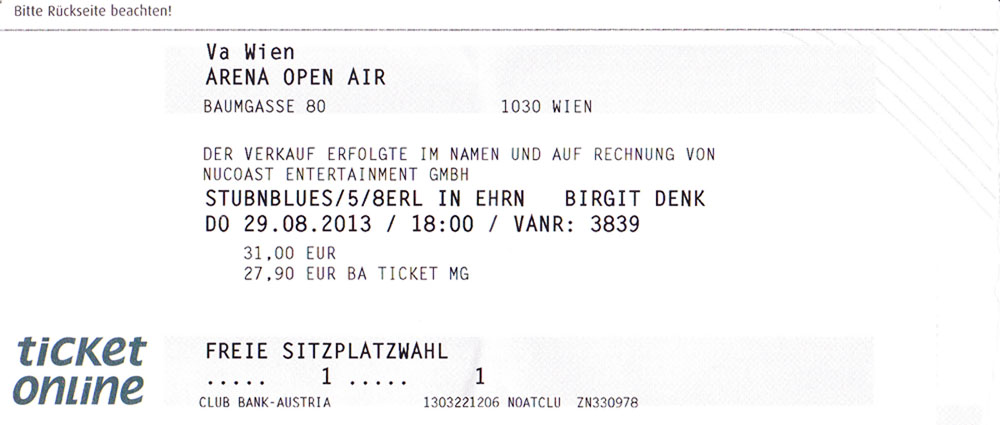 Bitte Rückseite beachten!
Va Wien
ARENA OPEN AIR
BAUMGASSE 80 1030 WIEN
DER VERKAUF ERFOLGTE IM NAMEN UND AUF RECHNUNG VON
NUCOAST ENTERTAINMENT GMBH
STUBNBLUES/5/8ERL IN EHRN BIRGIT DENK
DO 29.08.2013 / 18:00 / VANR: 3839
31,00 EUR
27,90 EUR BA TICKET MG
ticket
online
FREIE SITZPLATZWAHL
..... 1 ..... 1
CLUB BANK-AUSTRIA 1303221206 NOATCLU ZN330978